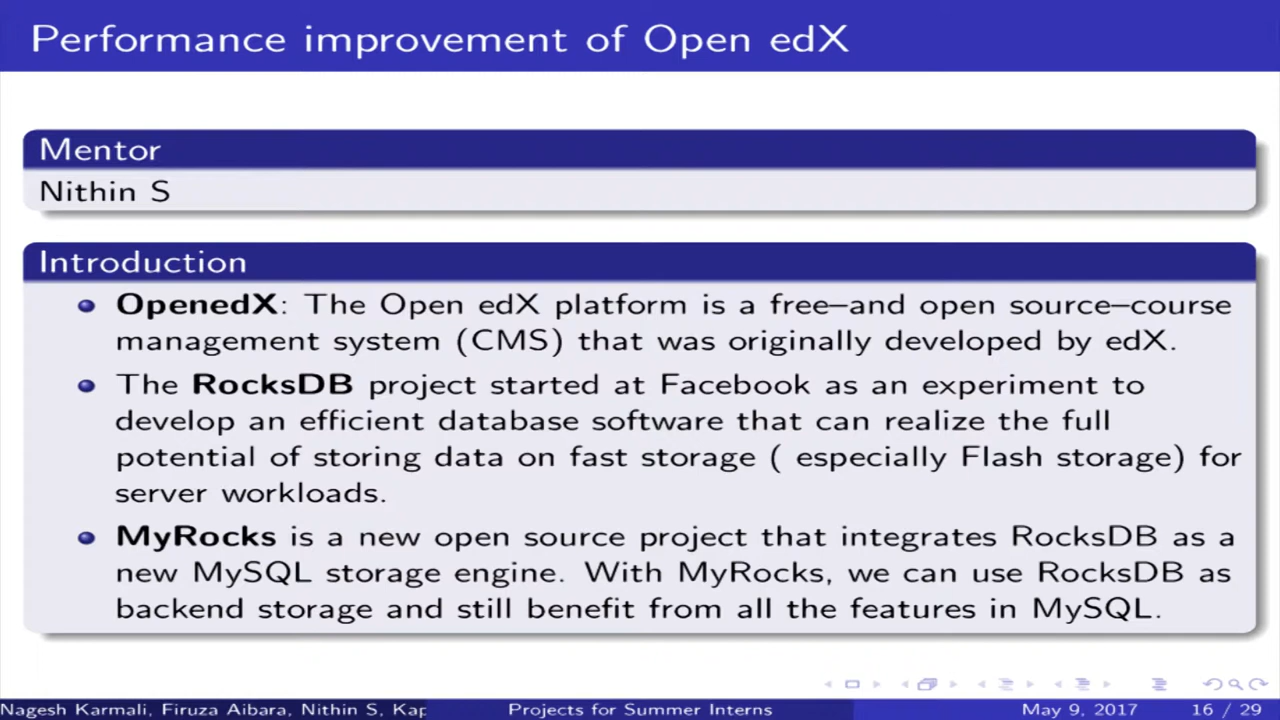 Performance improvement of Open edX
Mentor
Nithin S
Introduction
OpenedX: The Open edX platform is a free–and open source–course
management system (CMS) that was originally developed by edX.
The RocksDB project started at Facebook as an experiment to
develop an efficient database software that can realize the full
potential of storing data on fast storage ( especially Flash storage) for
server workloads.
MyRocks is a new open source project that integrates RocksDB as a
new MySQL storage engine. With MyRocks, we can use RocksDB as
backend storage and still benefit from all the features in MySQL.
Nagesh Karmali, Firuza Aibara, Nithin S, Kap Projects for Summer Interns May 9, 2017 16 / 29